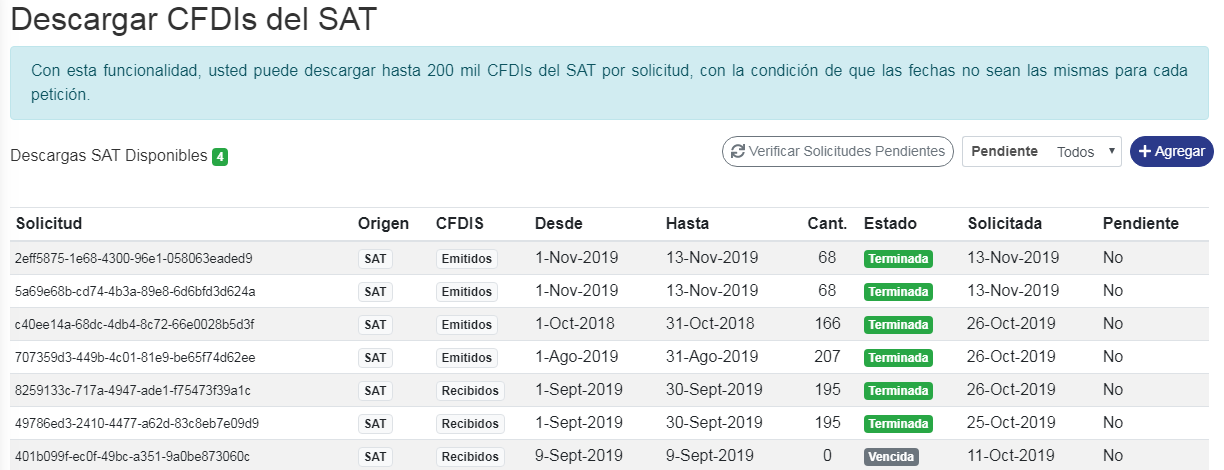 Descargar CFDIs del SAT
Con esta funcionalidad, usted puede descargar hasta 200 mil CFDIs del SAT por solicitud, con la condición de que las fechas no sean las mismas para cada
petición.
Descargas SAT Disponibles 4 Verificar Solicitudes Pendientes Pendiente Todos Agregar
Solicitud Origen CFDIS Desde Hasta Cant. Estado Solicitada Pendiente
2eff5875-1e68-4300-96e1-058063eaded9 SAT Emitidos 1-Nov-2019 13-Nov-2019 68 Terminada 13-Nov-2019 No
5a69e68b-cd74-4b3a-89e8-6d6bfd3d624a SAT Emitidos 1-Nov-2019 13-Nov-2019 68 Terminada 13-Nov-2019 No
c40ee14a-68dc-4db4-8c72-66e0028b5d3f SAT Emitidos 1-Oct-2018 31-Oct-2018 166 Terminada 26-Oct-2019 No
707359d3-449b-4c01-81e9-be65f74d62ee SAT Emitidos 1-Ago-2019 31-Ago-2019 207 Terminada 26-Oct-2019 No
8259133c-717a-4947-ade1-f75473f39a1c SAT Recibidos 1-Sept-2019 30-Sept-2019 195 Terminada 26-Oct-2019 No
49786ed3-2410-4477-a62d-83c8eb7e09d9 SAT Recibidos 1-Sept-2019 30-Sept-2019 195 Terminada 25-Oct-2019 No
401b099f-ec0f-49bc-a351-9a0be873060c SAT Recibidos 9-Sept-2019 9-Sept-2019 0 Vencida 11-Oct-2019 No